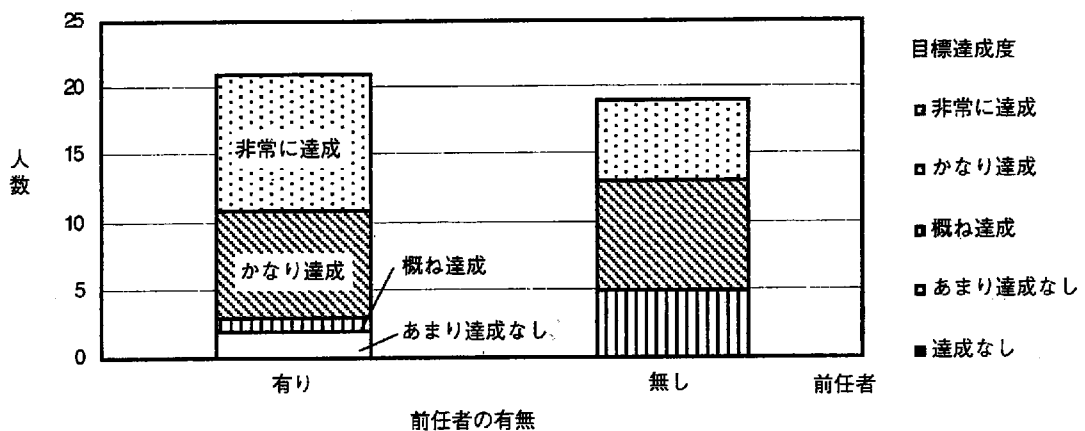 25
20
15
10
5
0
人数
非常に達成
かなり達成
概ね達成
あまり達成なし
有り
無し
前任者
前任者の有無
目標達成度
非常に達成
かなり達成
概ね達成
あまり達成なし
達成なし